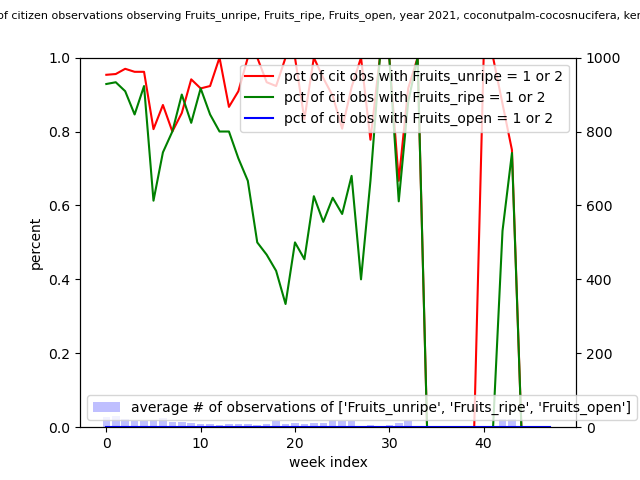 of citizen observations observing Fruits_unripe, Fruits_ripe, Fruits_open, year 2021, coconutpalm-cocosnucifera, ker
1.0
0.8
0.6
0.4
0.2
0.0
percent
1000
800
600
400
200
0
pct of cit obs with Fruits_unripe = 1 or 2
pct of cit obs with Fruits_ripe = 1 or 2
pct of cit obs with Fruits_open = 1 or 2
average # of observations of ['Fruits_unripe', 'Fruits_ripe', 'Fruits_open']
0 10 20 30 40
week index